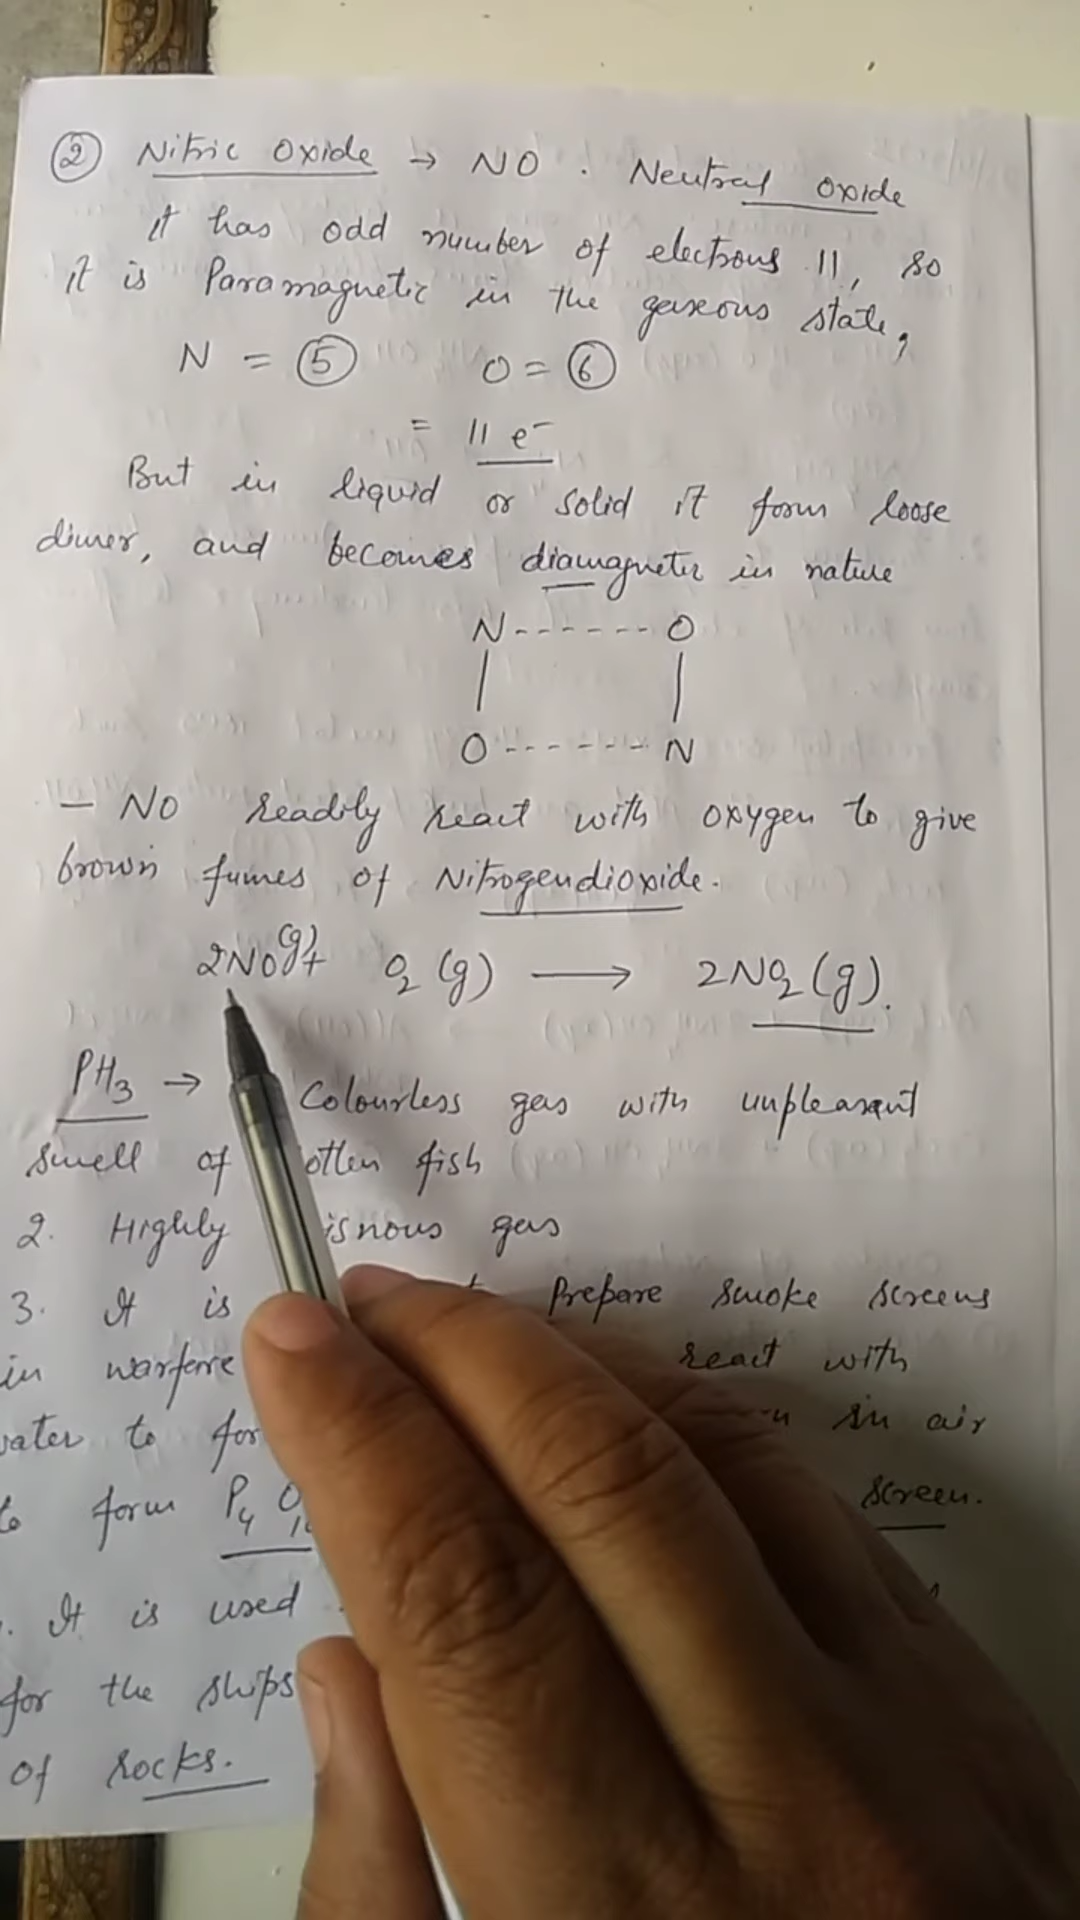 ② Nitric Oxide → NO . Neutral oxide
It has odd number of electrons 11, so
it is Paramagnetic in the gaseous state,
N = ⑤ O = ⑥
= 11 e⁻
But in liquid or solid it form loose
dimer, and becomes diamagnetic in nature
N ------ O
| |
O ------ N
— NO readily react with oxygen to give
brown fumes of Nitrogendioxide.
2NO(g) + O₂ (g) ⟶ 2NO₂ (g).
PH₃ → Colourless gas with unpleasant
smell of otten fish
2. Highly isnous gas
3. It is Prepare smoke screens
in warfare react with
water to for in air
to form P₄ O screen.
. It is used
for the ships
of rocks.